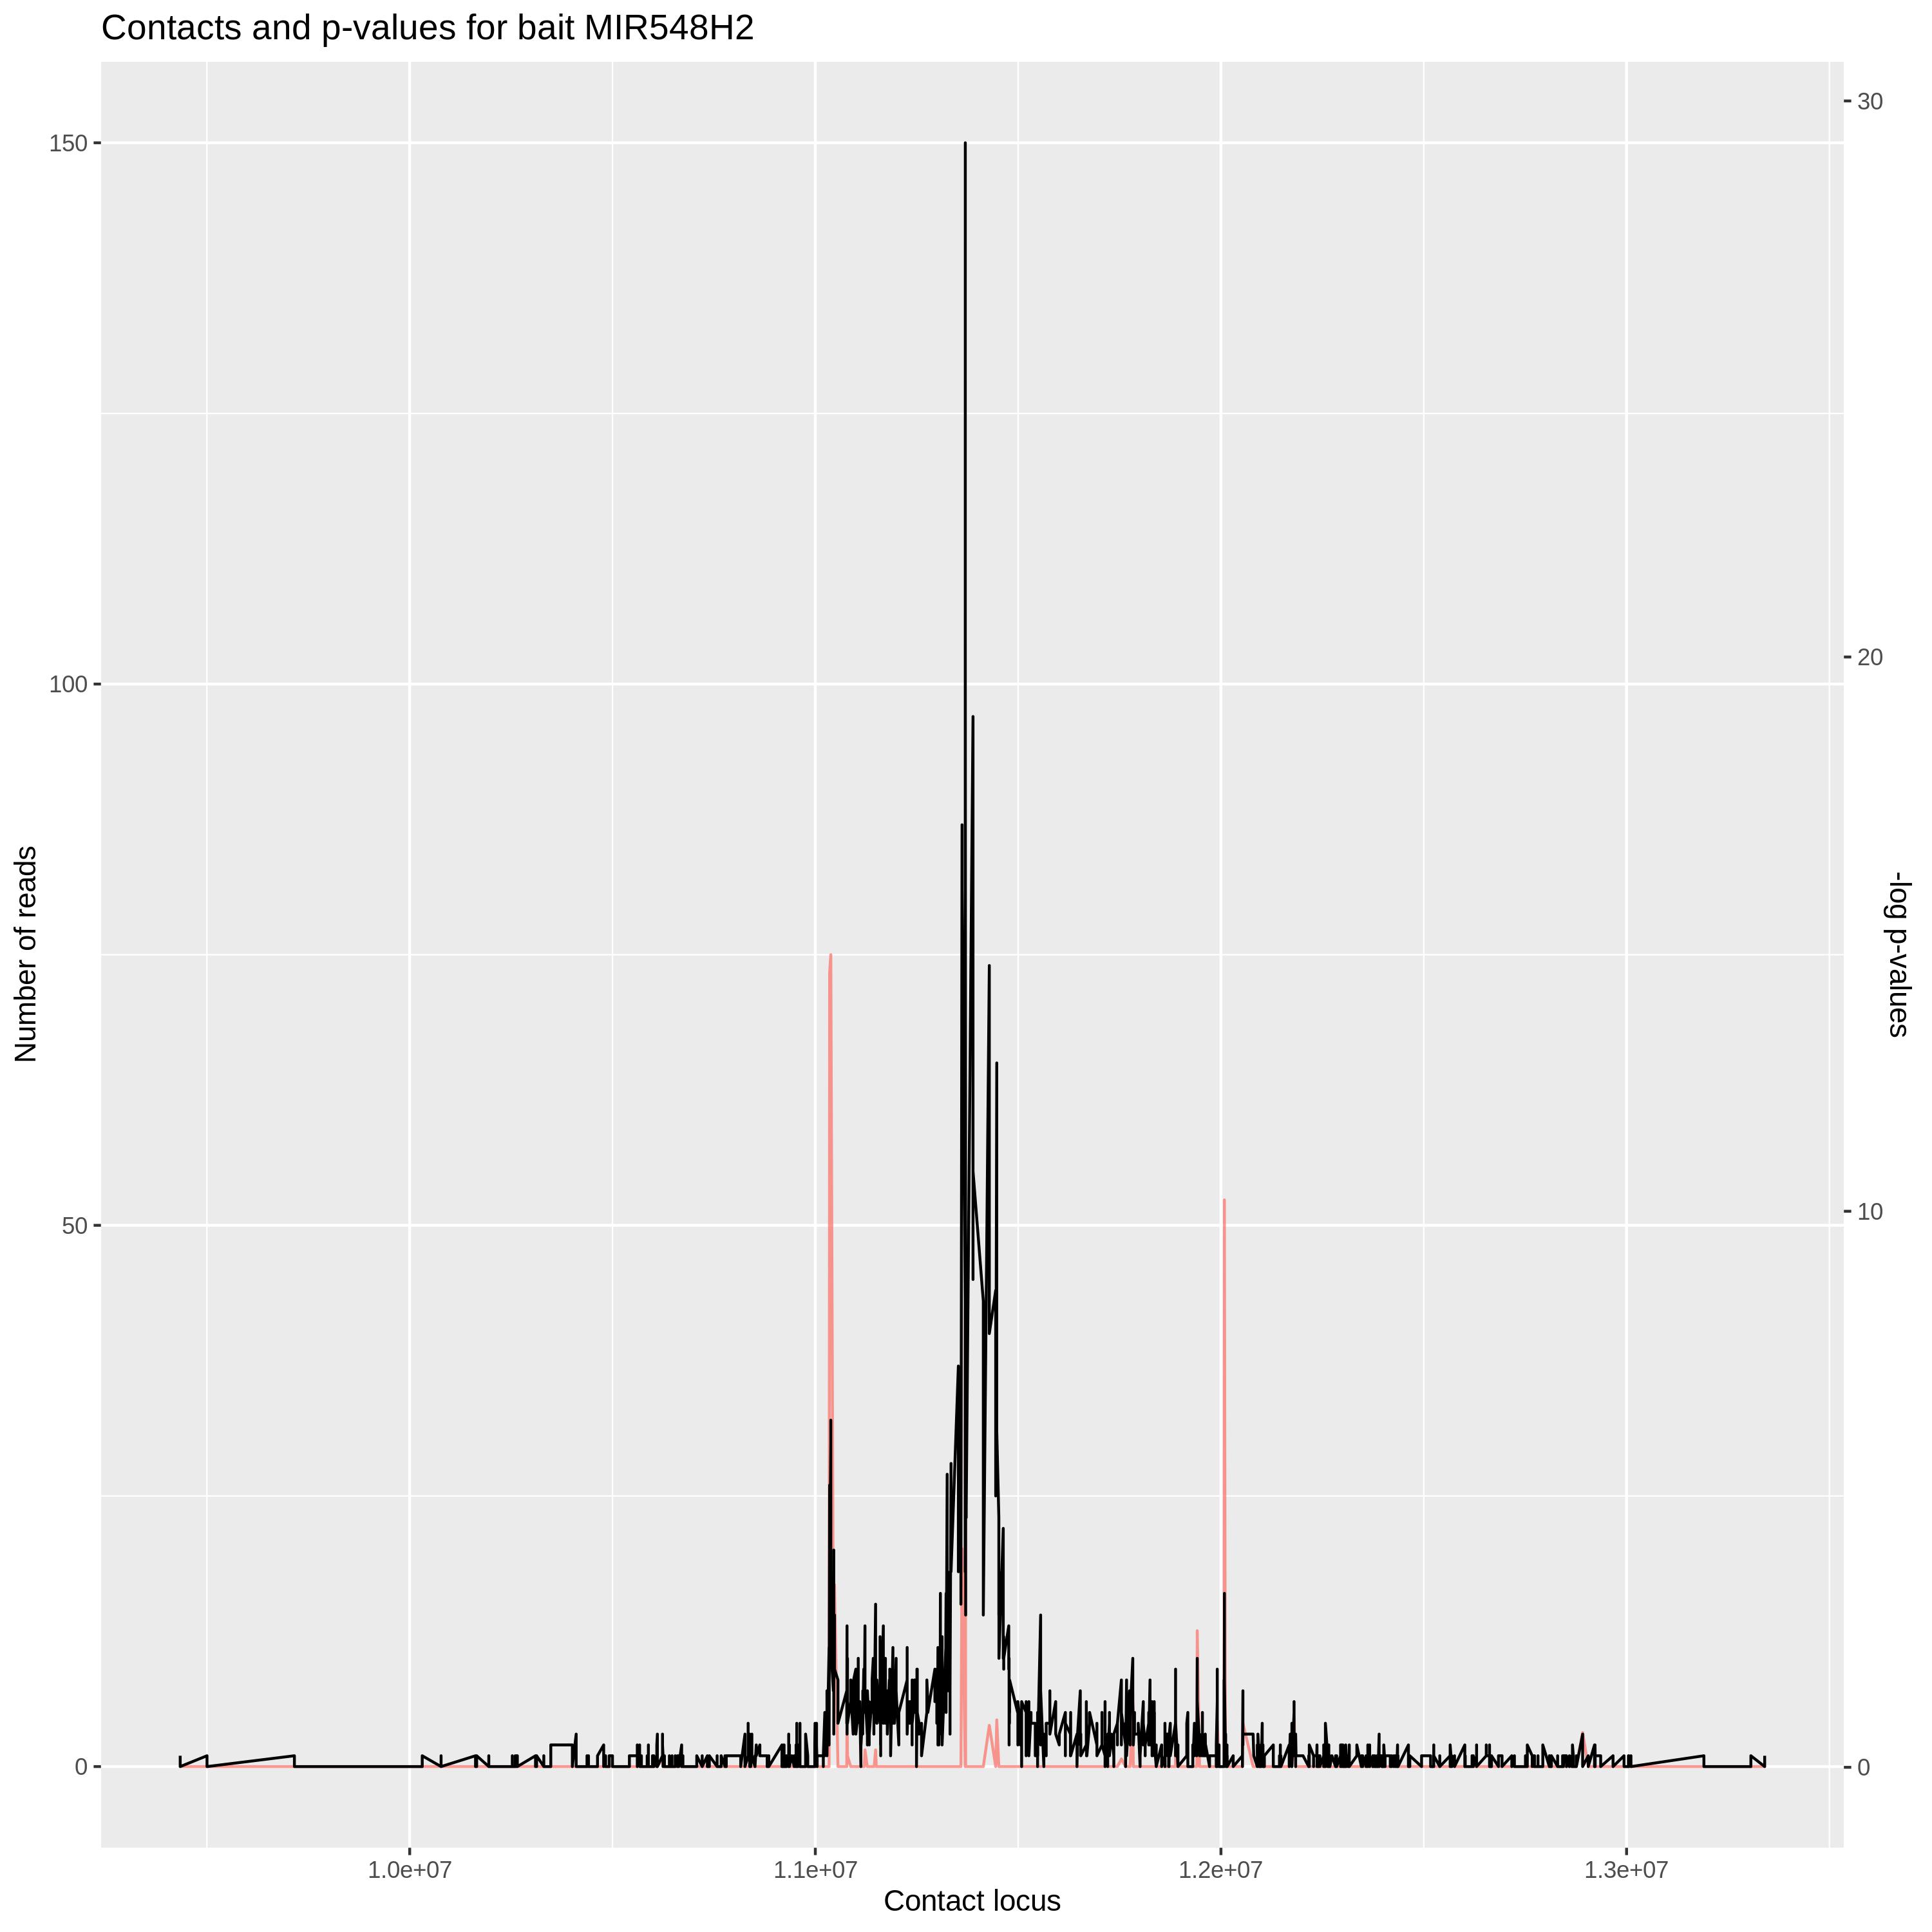 Contacts and p-values for bait MIR548H2
150
100
50
0
Number of reads
30
20
10
0
-log p-values
1.0e+07
1.1e+07
1.2e+07
1.3e+07
Contact locus